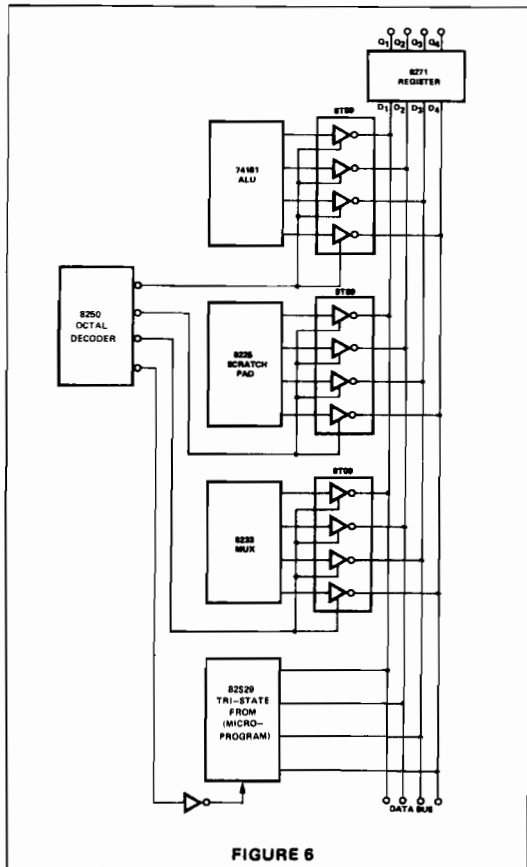 Q1 Q2 Q3 Q4
8271
REGISTER
D1 D2 D3 D4
8T09
74181
ALU
8250
OCTAL
DECODER
8T09
8225
SCRATCH
PAD
8T09
8233
MUX
82S29
TRI-STATE
FROM
(MICRO-
PROGRAM)
DATA BUS
FIGURE 6